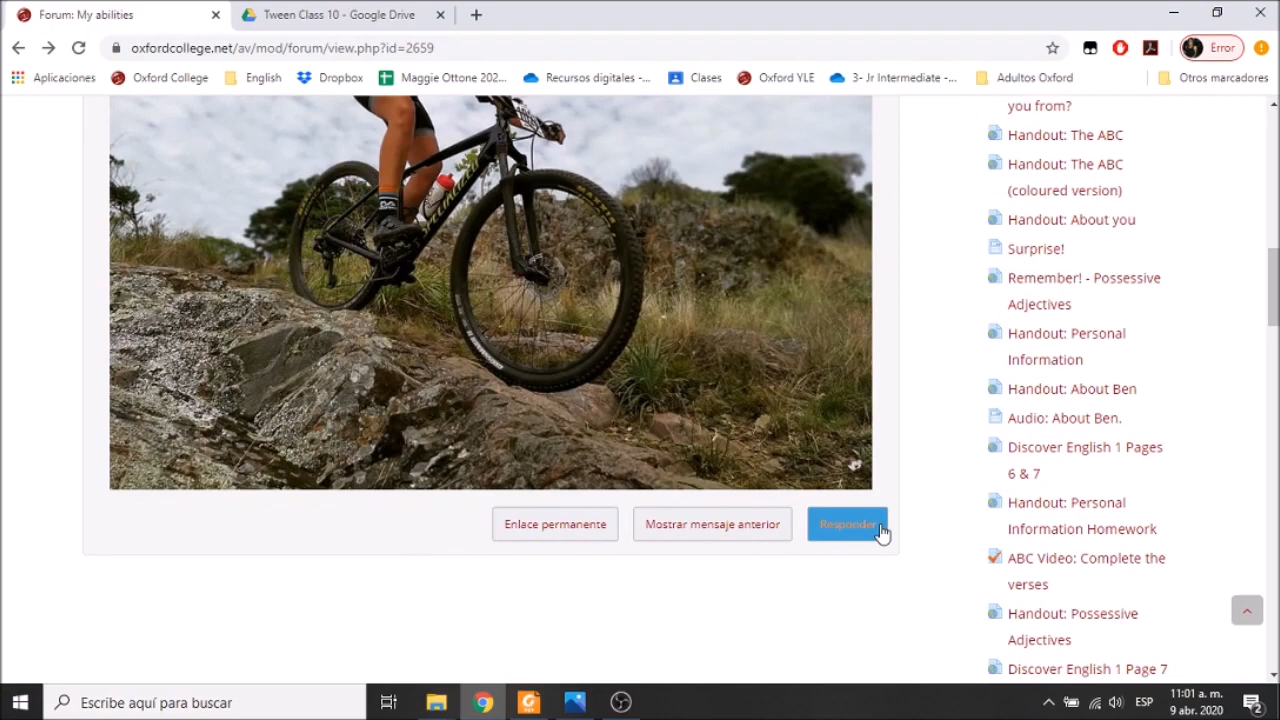 Forum: My abilities
Tween Class 10 - Google Drive
oxfordcollege.net/av/mod/forum/view.php?id=2659
Error
Aplicaciones
Oxford College
English
Dropbox
Maggie Ottone 202...
Recursos digitales -...
Clases
Oxford YLE
3- Jr Intermediate -...
Adultos Oxford
Otros marcadores
SPECIALIZED
Enlace permanente
Mostrar mensaje anterior
Responder
you from?
Handout: The ABC
Handout: The ABC
(coloured version)
Handout: About you
Surprise!
Remember! - Possessive
Adjectives
Handout: Personal
Information
Handout: About Ben
Audio: About Ben.
Discover English 1 Pages
6 & 7
Handout: Personal
Information Homework
ABC Video: Complete the
verses
Handout: Possessive
Adjectives
Discover English 1 Page 7
Escribe aquí para buscar
ESP
11:01 a. m.
9 abr. 2020
2